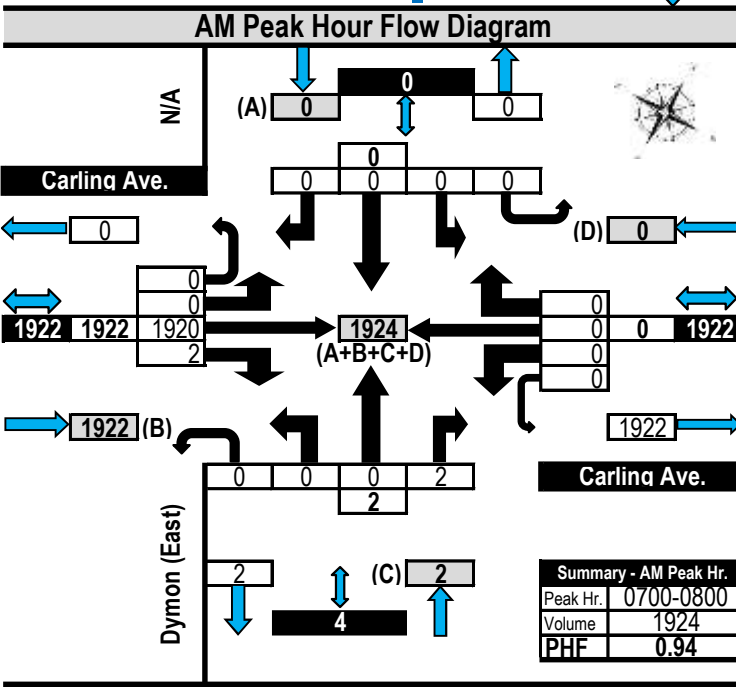 AM Peak Hour Flow Diagram
N/A
0
(A) 0 0
0
Carling Ave.
0 0 0 0
0
(D) 0
0
0
0
1922 1922 1920
1924
0 0 1922
2
(A+B+C+D)
0
0
1922 (B)
1922
0 0 0 2
2
Carling Ave.
Dymon (East)
2
(C) 2
4
Summary - AM Peak Hr.
Peak Hr. 0700-0800
Volume 1924
PHF 0.94